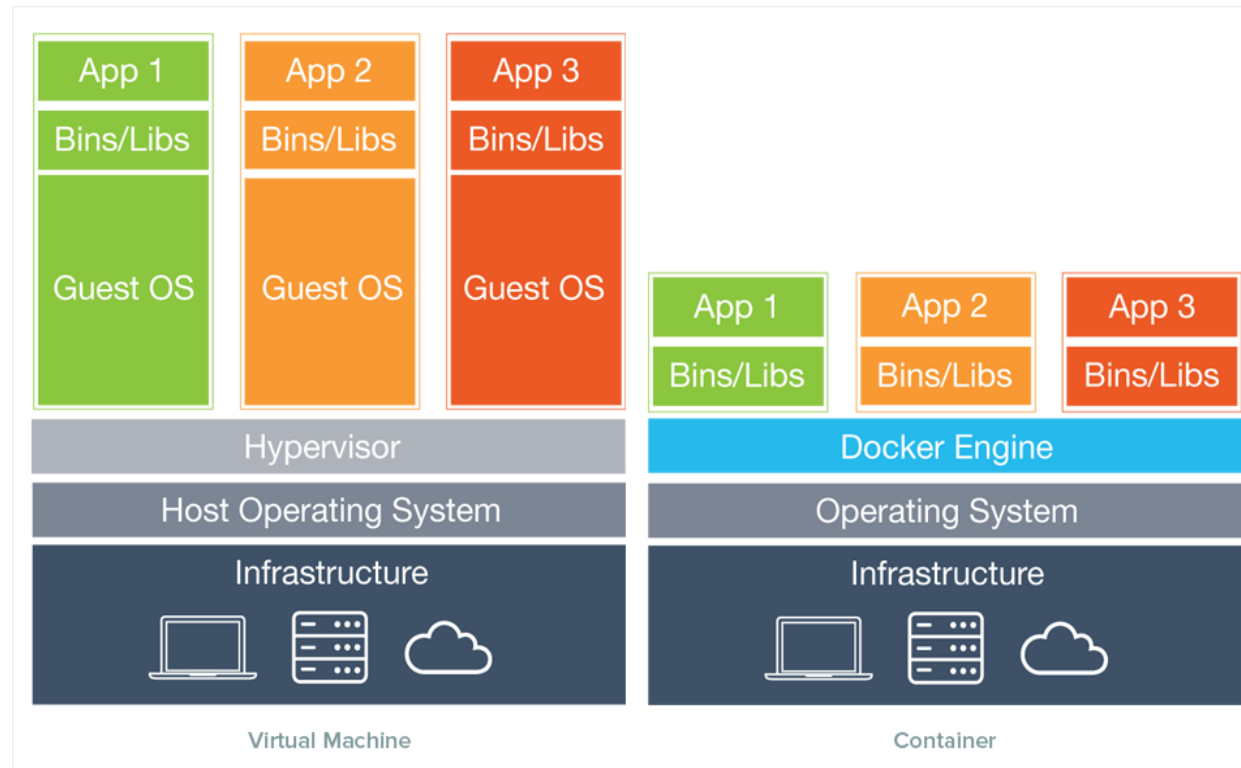 App 1
App 2
App 3
Bins/Libs
Bins/Libs
Bins/Libs
Guest OS
Guest OS
Guest OS
Hypervisor
Host Operating System
Infrastructure
Virtual Machine
App 1
App 2
App 3
Bins/Libs
Bins/Libs
Bins/Libs
Docker Engine
Operating System
Infrastructure
Container